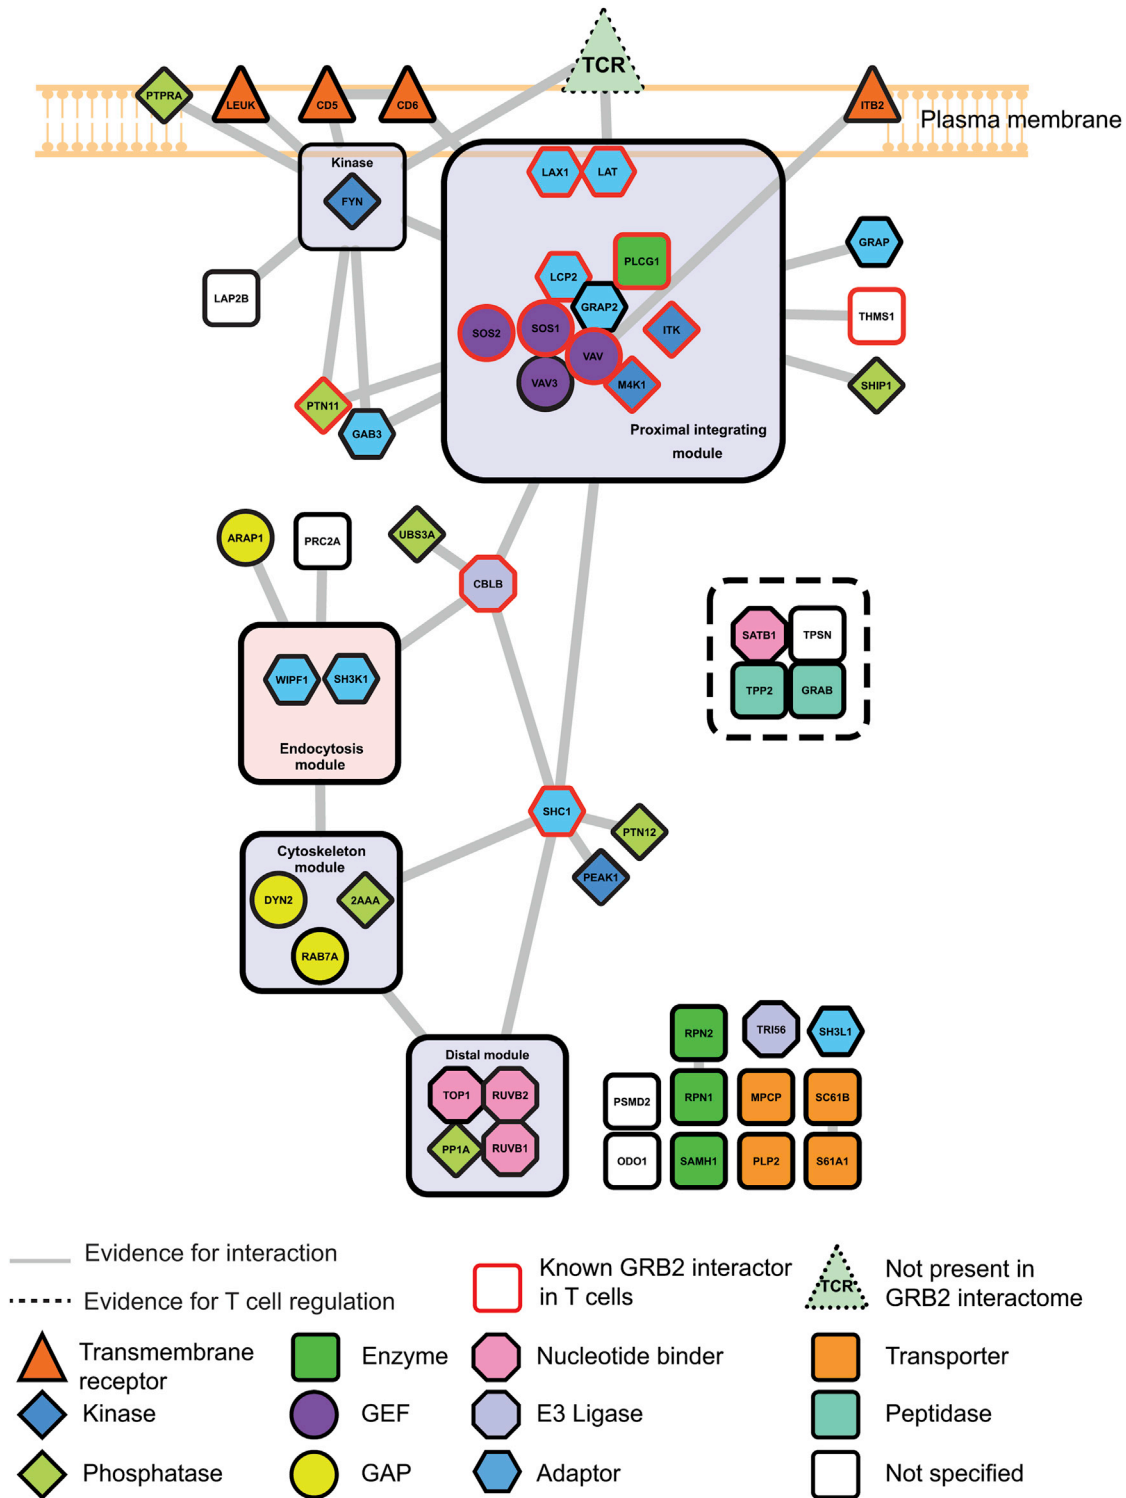 TCR
PTPRA
LEUK
CD5
CD6
ITB2
Plasma membrane
Kinase
FYN
LAX1
LAT
LAP2B
PLCG1
LCP2
GRAP2
SOS2
SOS1
ITK
VAV
VAV3
M4K1
Proximal integrating
module
GRAP
THMS1
SHIP1
PTN11
GAB3
ARAP1
PRC2A
UBS3A
CBLB
WIPF1
SH3K1
Endocytosis
module
SATB1
TPSN
TPP2
GRAB
SHC1
PTN12
PEAK1
Cytoskeleton
module
DYN2
2AAA
RAB7A
Distal module
TOP1
RUVB2
PP1A
RUVB1
RPN2
TRI56
SH3L1
PSMD2
RPN1
MPCP
SC61B
ODO1
SAMH1
PLP2
S61A1
Evidence for interaction
Evidence for T cell regulation
Known GRB2 interactor
in T cells
TCR
Not present in
GRB2 interactome
Transmembrane
receptor
Enzyme
Nucleotide binder
Transporter
Kinase
GEF
E3 Ligase
Peptidase
Phosphatase
GAP
Adaptor
Not specified